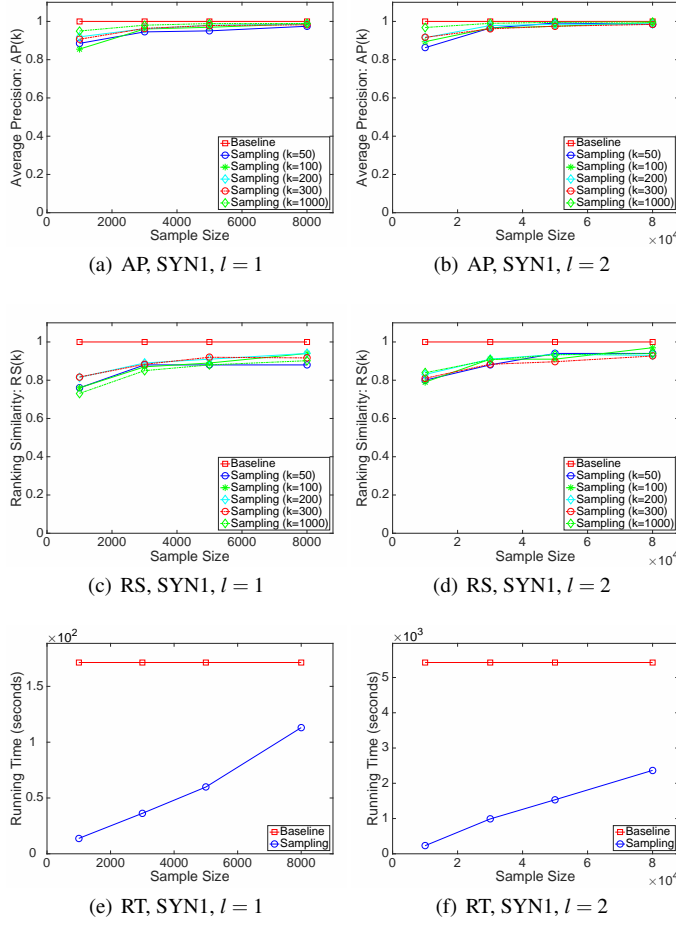 Average Precision: AP(k)
1
0.8
0.6
0.4
0.2
0
0 2000 4000 6000 8000
Sample Size
Baseline
Sampling (k=50)
Sampling (k=100)
Sampling (k=200)
Sampling (k=300)
Sampling (k=1000)
(a) AP, SYN1, l = 1
Average Precision: AP(k)
1
0.8
0.6
0.4
0.2
0
0 2 4 6 8
×10⁴
Sample Size
Baseline
Sampling (k=50)
Sampling (k=100)
Sampling (k=200)
Sampling (k=300)
Sampling (k=1000)
(b) AP, SYN1, l = 2
Ranking Similarity: RS(k)
1
0.8
0.6
0.4
0.2
0
0 2000 4000 6000 8000
Sample Size
Baseline
Sampling (k=50)
Sampling (k=100)
Sampling (k=200)
Sampling (k=300)
Sampling (k=1000)
(c) RS, SYN1, l = 1
Ranking Similarity: RS(k)
1
0.8
0.6
0.4
0.2
0
0 2 4 6 8
×10⁴
Sample Size
Baseline
Sampling (k=50)
Sampling (k=100)
Sampling (k=200)
Sampling (k=300)
Sampling (k=1000)
(d) RS, SYN1, l = 2
×10²
Running Time (seconds)
1.5
1
0.5
0
0 2000 4000 6000 8000
Sample Size
Baseline
Sampling
(e) RT, SYN1, l = 1
×10³
Running Time (seconds)
5
4
3
2
1
0
0 2 4 6 8
×10⁴
Sample Size
Baseline
Sampling
(f) RT, SYN1, l = 2